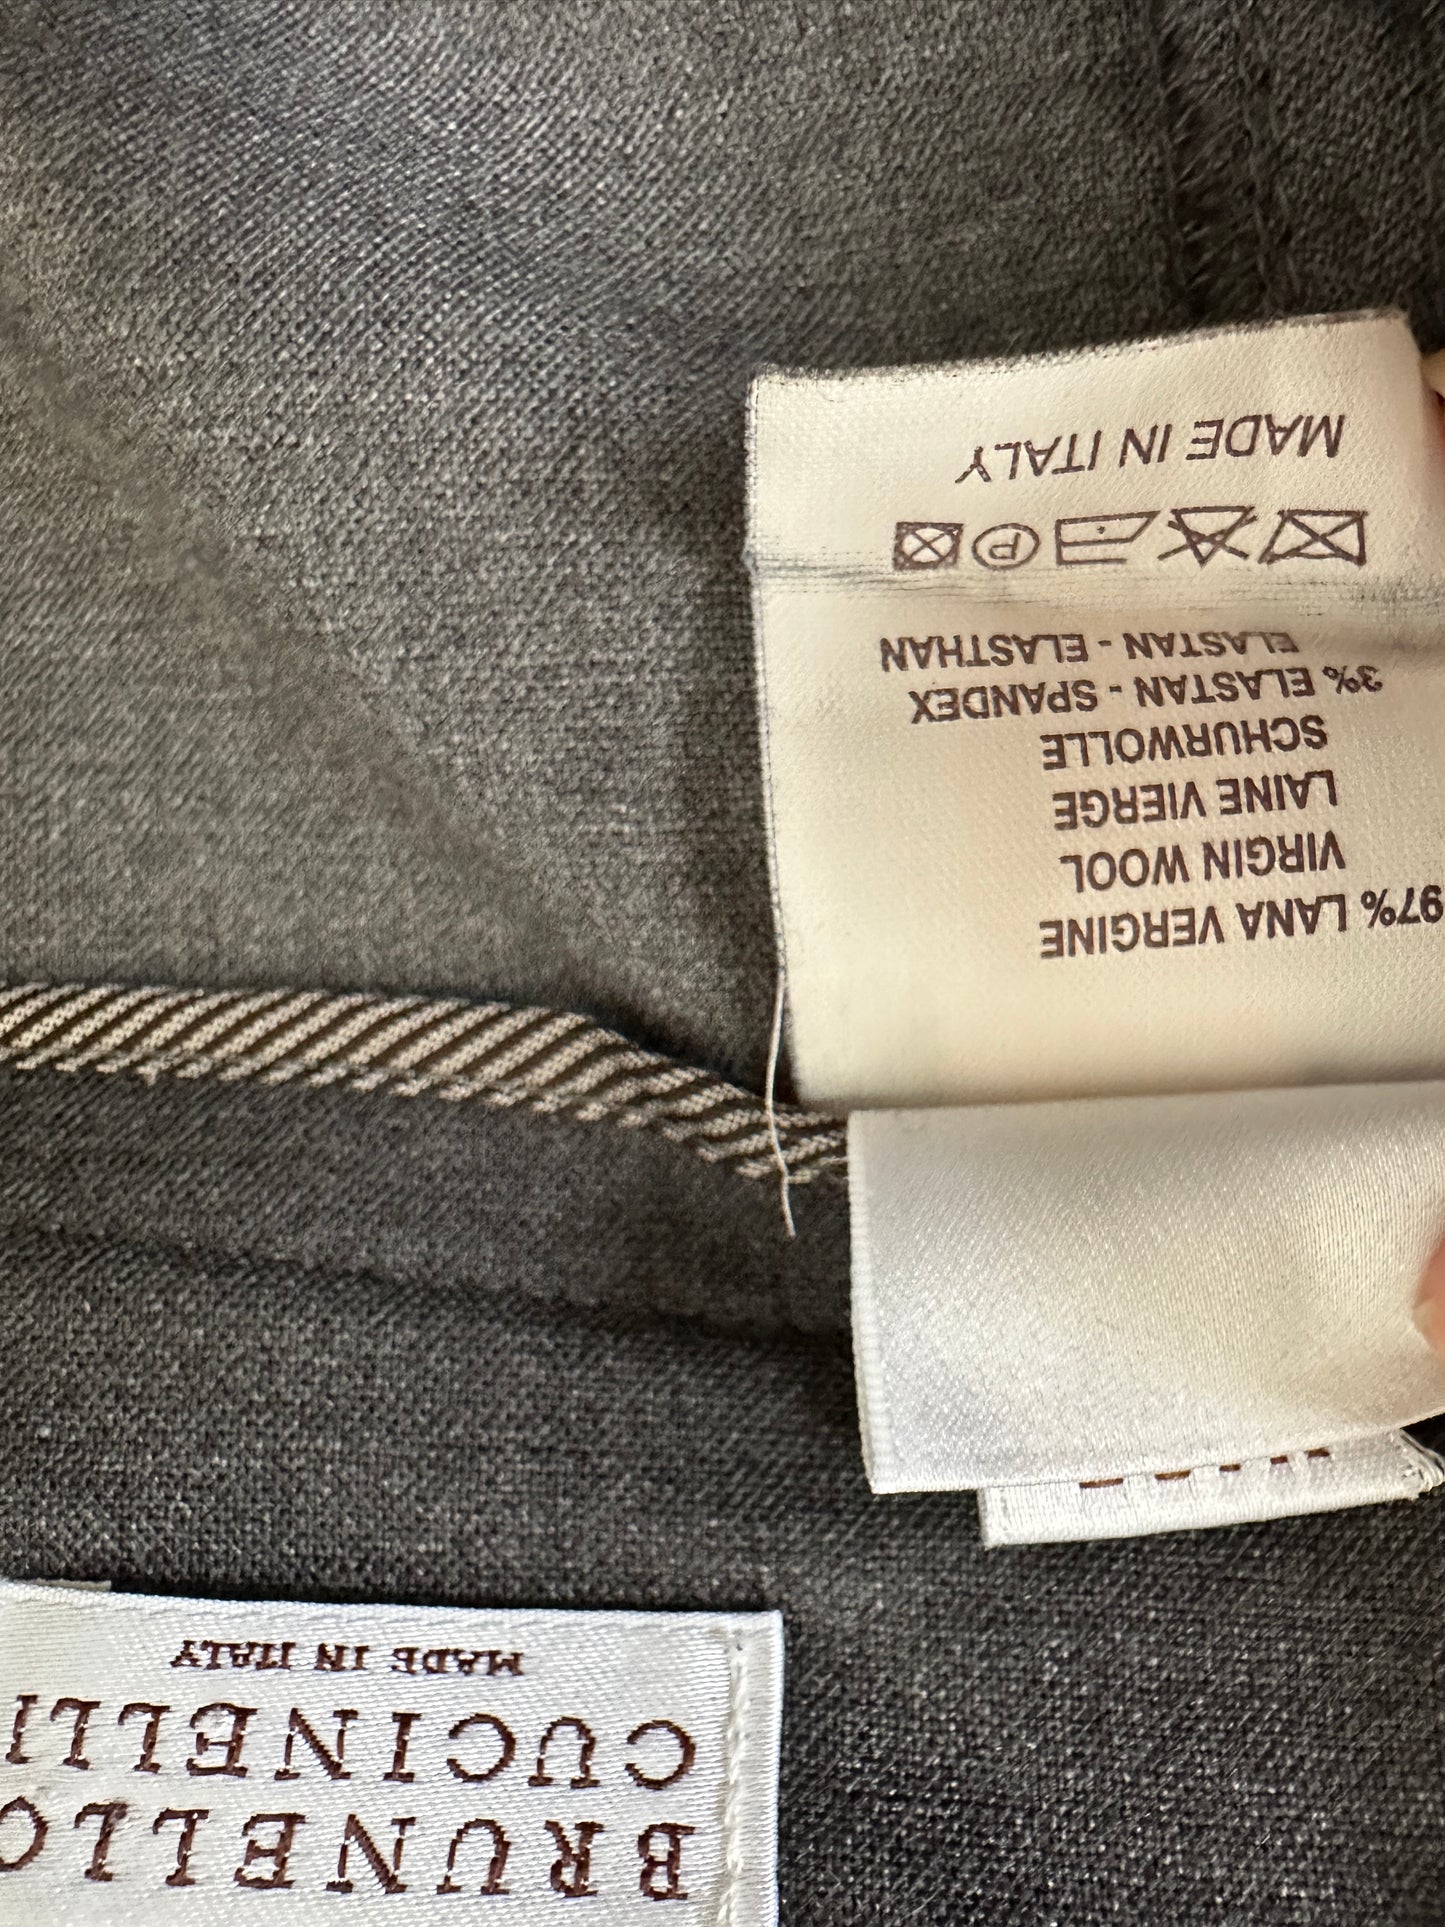 97% LANA VERGINE
VIRGIN WOOL
LAINE VIERGE
SCHURWOLLE
3% ELASTAN - SPANDEX
ELASTAN - ELASTHAN
P
MADE IN ITALY
BRUNELLO
CUCINELLI
MADE IN ITALY